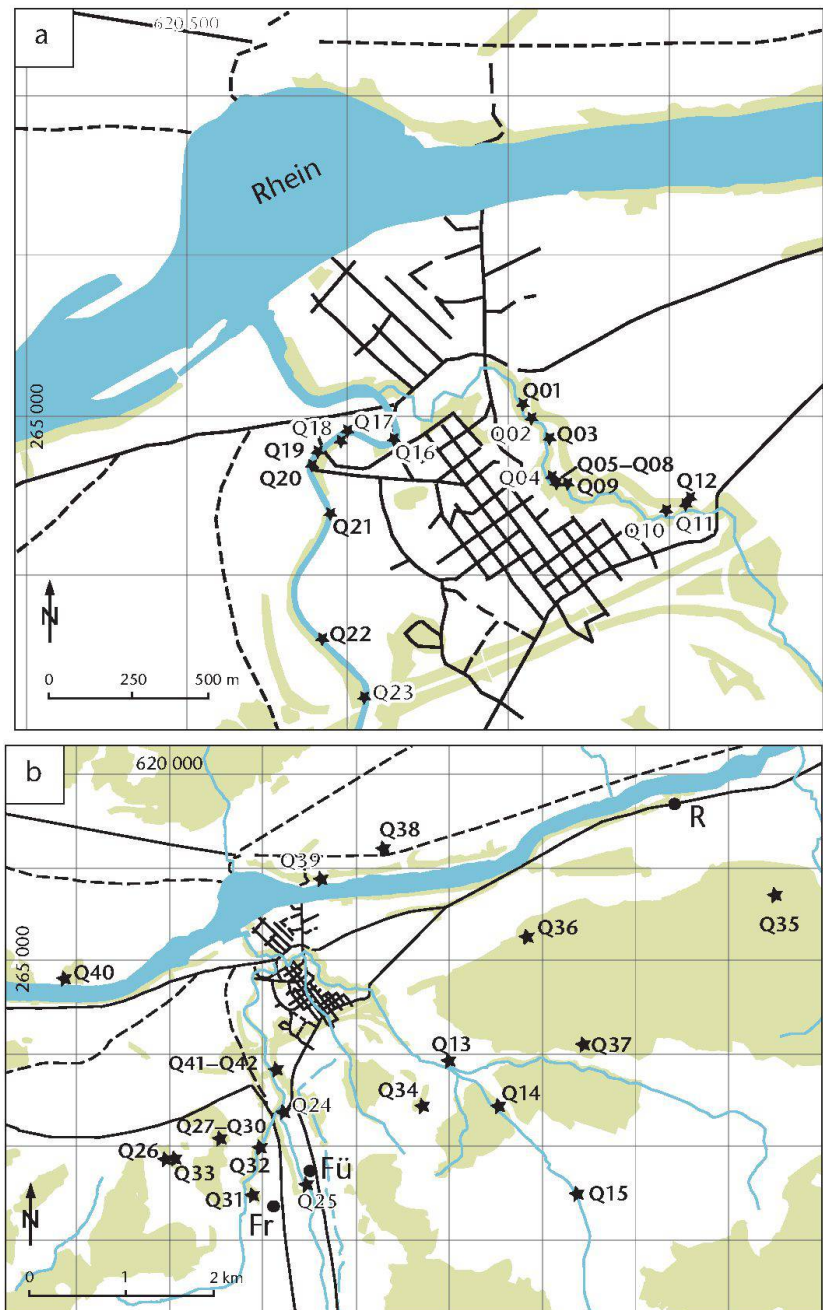 a
620 500
Rhein
265 000
Q01
Q02
Q03
Q18
Q17
Q19
Q16
Q20
Q04
Q05–Q08
Q09
Q12
Q21
Q10
Q11
Q22
N
0 250 500 m
Q23
b
620 000
R
Q38
Q39
Q35
Q36
265 000
Q40
Q13
Q37
Q41–Q42
Q34
Q14
Q24
Q27–Q30
Q26
Q33
Q32
Fü
Q31
Q25
Q15
Fr
N
0 1 2 km